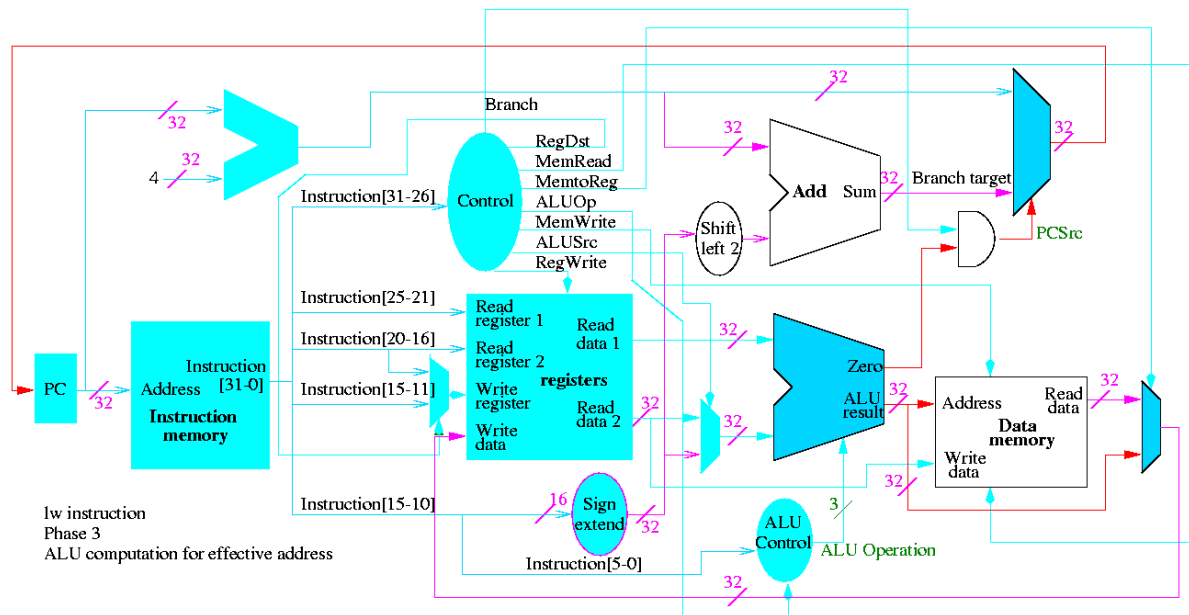 32
32
32
32
4
Branch
RegDst
MemRead
MemtoReg
ALUOp
MemWrite
ALUSrc
RegWrite
Control
Instruction[31-26]
32
Add
Sum
32
Branch target
32
Shift
left 2
PCSrc
Instruction[25-21]
Instruction[20-16]
Instruction[15-11]
Read
register 1
Read
register 2
Write
register
Write
data
Read
data 1
registers
Read
data 2
32
32
32
Zero
ALU
result
32
32
Address
Read
data
Data
memory
Write
data
32
PC
32
Address
Instruction
[31-0]
Instruction
memory
Instruction[15-10]
16
Sign
extend
32
ALU
Control
3
ALU Operation
Instruction[5-0]
32
lw instruction
Phase 3
ALU computation for effective address